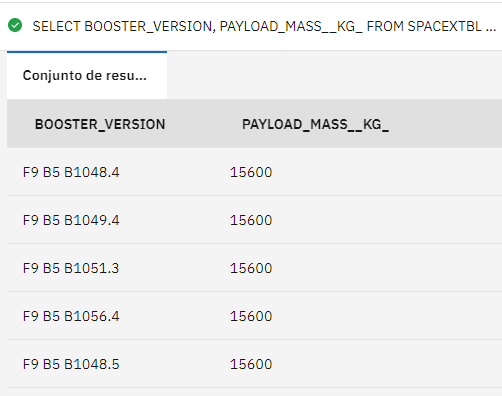 SELECT BOOSTER_VERSION, PAYLOAD_MASS__KG_ FROM SPACEXTBL ...
Conjunto de resu...
BOOSTER_VERSION PAYLOAD_MASS__KG_
F9 B5 B1048.4 15600
F9 B5 B1049.4 15600
F9 B5 B1051.3 15600
F9 B5 B1056.4 15600
F9 B5 B1048.5 15600